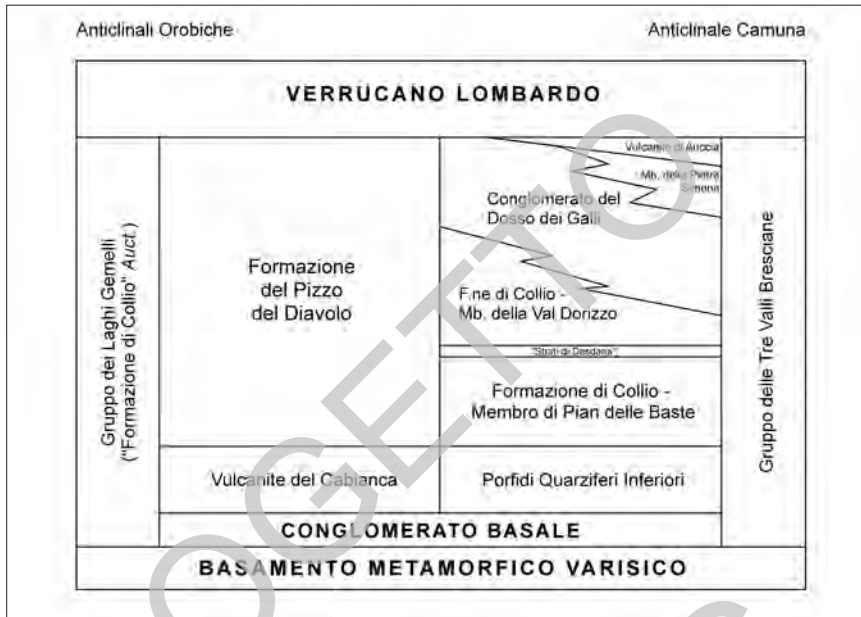 Anticlinali Orobiche
Anticlinale Camuna
VERRUCANO LOMBARDO
Gruppo dei Laghi Gemelli
("Formazione di Collio" Auct.)
Formazione
del Pizzo
del Diavolo
Vulcanite di Auccia
Mb. della Pietra
Simona
Conglomerato del
Dosso dei Galli
F.ne di Collio -
Mb. della Val Dorizzo
"Strati di Dasdana"
Formazione di Collio -
Membro di Pian delle Baste
Gruppo delle Tre Valli Bresciane
Vulcanite del Cabianca
Porfidi Quarziferi Inferiori
CONGLOMERATO BASALE
BASAMENTO METAMORFICO VARISICO
OGETTO